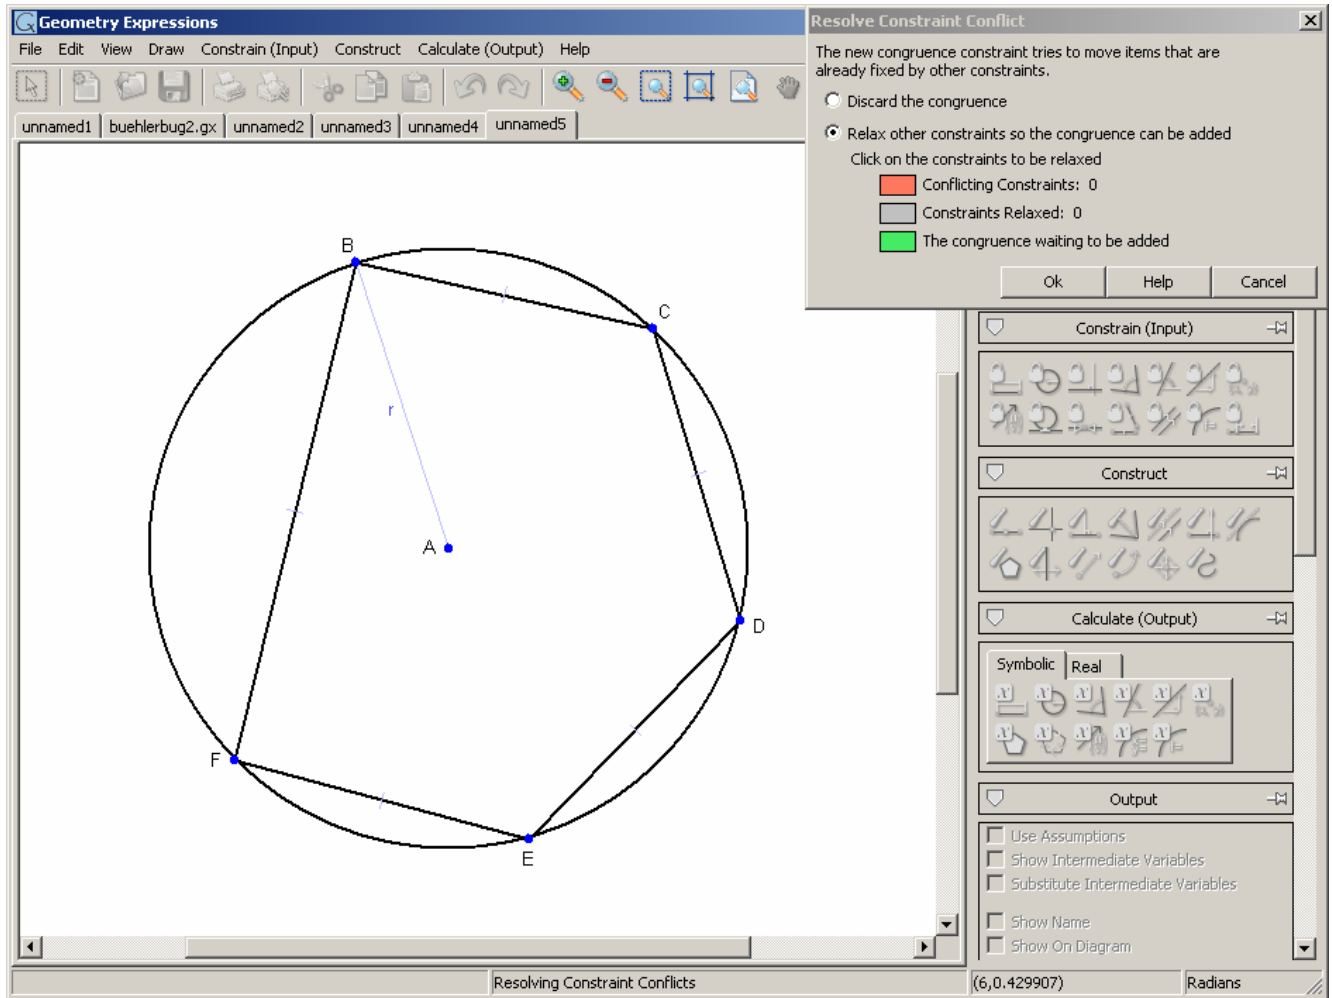 Geometry Expressions
File Edit View Draw Constrain (Input) Construct Calculate (Output) Help
unnamed1 buehlerbug2.gx unnamed2 unnamed3 unnamed4 unnamed5
B
C
r
A
D
F
E
Resolve Constraint Conflict
The new congruence constraint tries to move items that are
already fixed by other constraints.
Discard the congruence
Relax other constraints so the congruence can be added
Click on the constraints to be relaxed
Conflicting Constraints: 0
Constraints Relaxed: 0
The congruence waiting to be added
Ok Help Cancel
Constrain (Input)
Construct
Calculate (Output)
Symbolic Real
Output
Use Assumptions
Show Intermediate Variables
Substitute Intermediate Variables
Show Name
Show On Diagram
Resolving Constraint Conflicts (6,0.429907) Radians